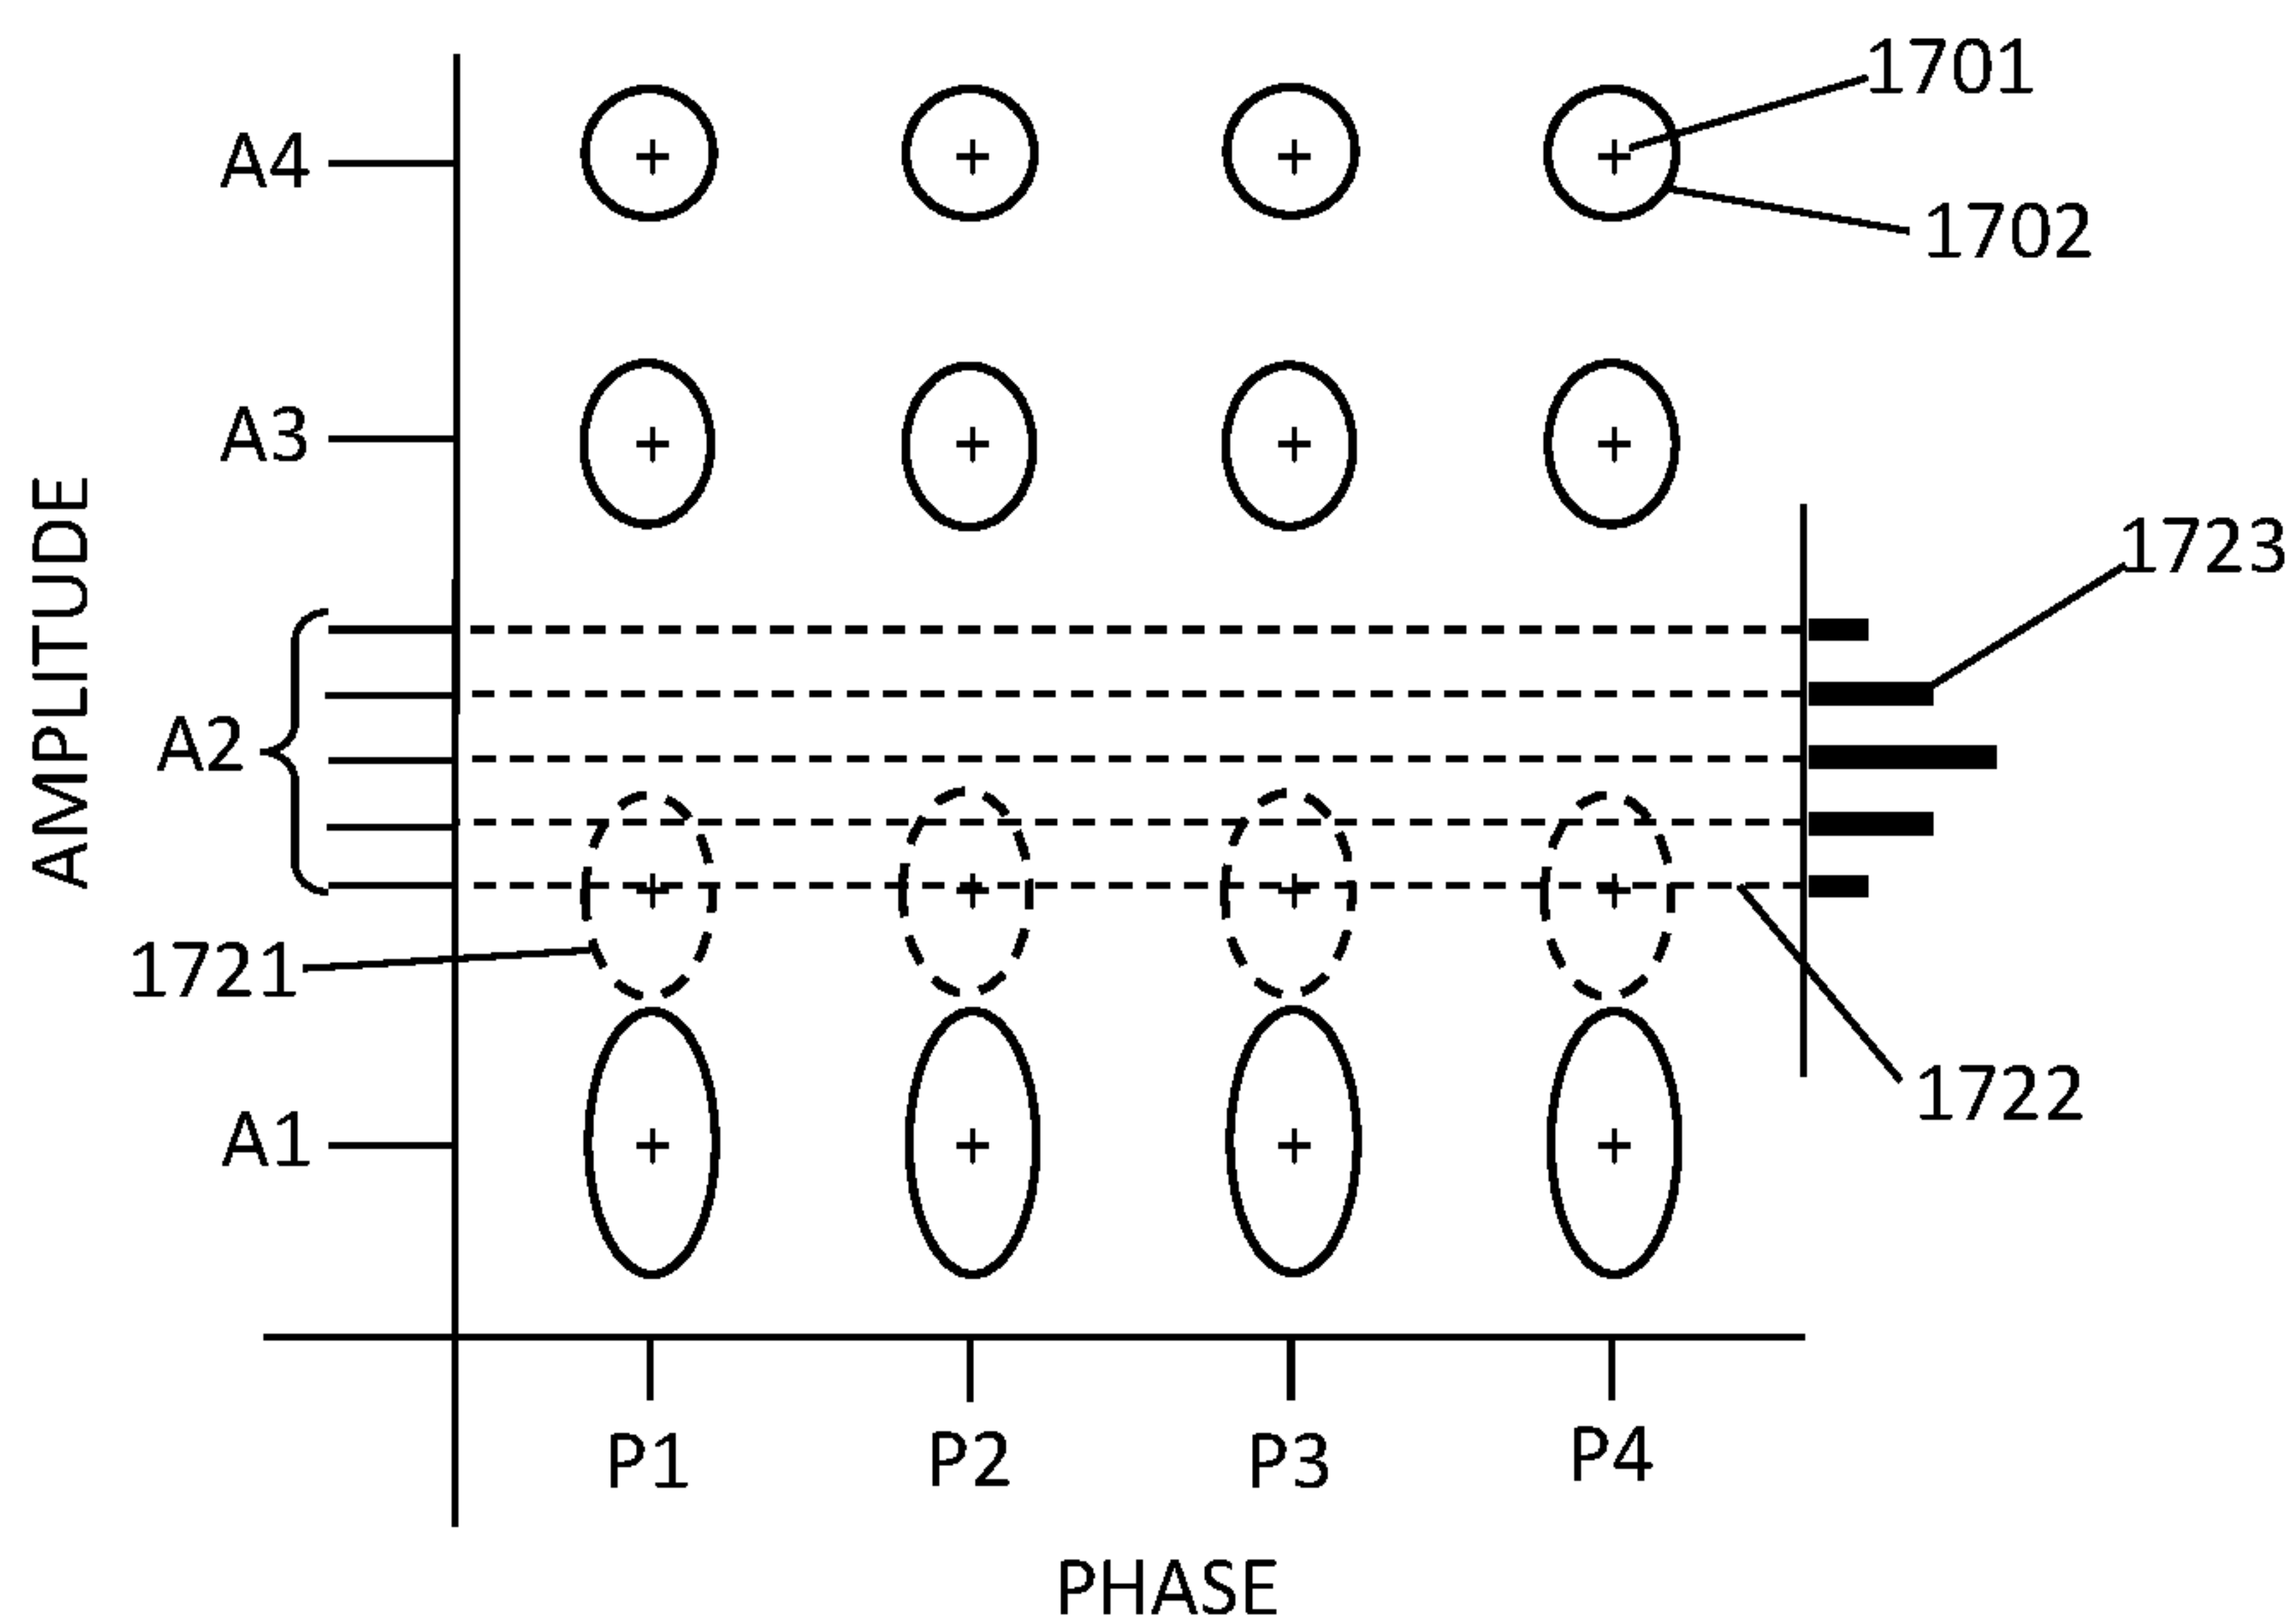 1701
A4
1702
A3
1723
AMPLITUDE
A2
1721
1722
A1
P1 P2 P3 P4
PHASE